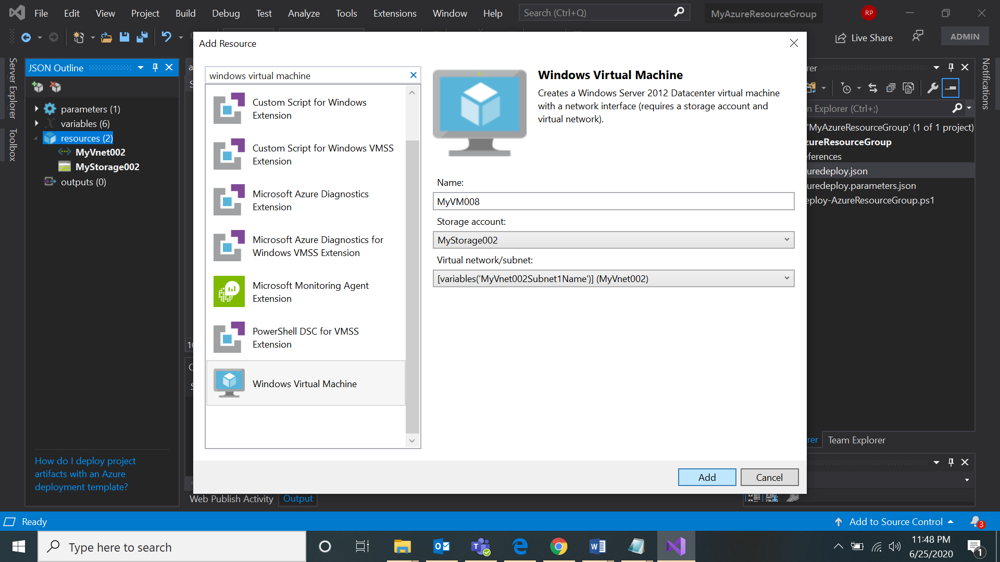 File Edit View Project Build Debug Test Analyze Tools Extensions Window Help
Search (Ctrl+Q)
MyAzureResourceGroup
RP
Live Share
ADMIN
Server Explorer
Toolbox
JSON Outline
parameters (1)
variables (6)
resources (2)
MyVnet002
MyStorage002
outputs (0)
How do I deploy project
artifacts with an Azure
deployment template?
Add Resource
windows virtual machine
Custom Script for Windows
Extension
Custom Script for Windows VMSS
Extension
Microsoft Azure Diagnostics
Extension
Microsoft Azure Diagnostics for
Windows VMSS Extension
Microsoft Monitoring Agent
Extension
PowerShell DSC for VMSS
Extension
Windows Virtual Machine
Windows Virtual Machine
Creates a Windows Server 2012 Datacenter virtual machine
with a network interface (requires a storage account and
virtual network).
Name:
MyVM008
Storage account:
MyStorage002
Virtual network/subnet:
[variables('MyVnet002Subnet1Name')] (MyVnet002)
Add
Cancel
rer
n Explorer (Ctrl+;)
'MyAzureResourceGroup' (1 of 1 project)
zureResourceGroup
eferences
uredeploy.json
uredeploy.parameters.json
eploy-AzureResourceGroup.ps1
rer
Team Explorer
Notifications
Web Publish Activity
Output
Ready
Add to Source Control
3
Type here to search
11:48 PM
6/25/2020
1